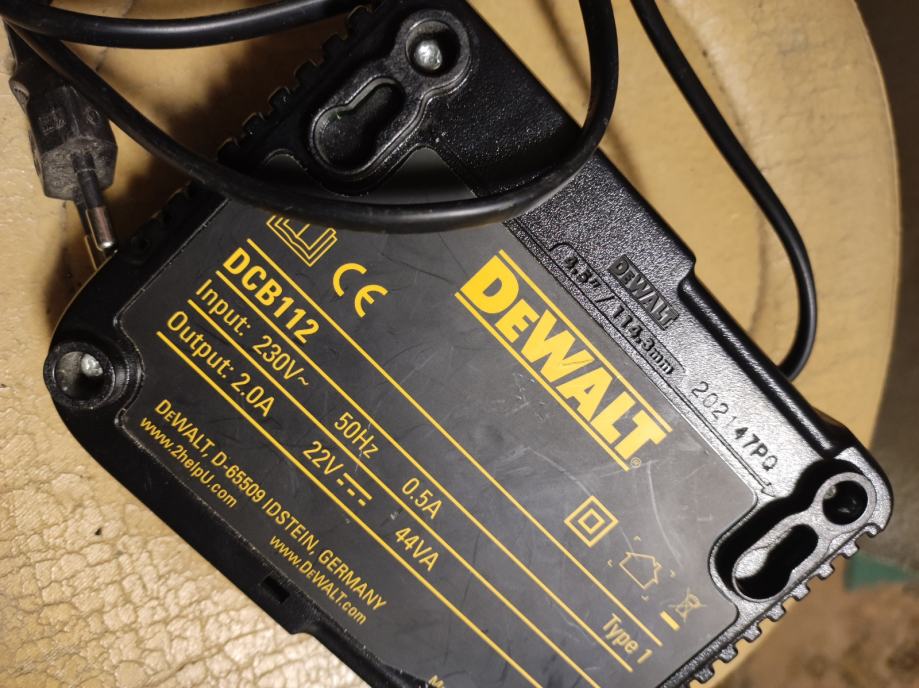 DEWALT
4.5" / 114.3mm
202147PQ
DEWALT®
CE
DCB112
Input: 230V~ 50Hz 0.5A
Output: 2.0A 22V⎓ 44VA
Type 1
DEWALT, D-65509 IDSTEIN, GERMANY
www.2helpU.com www.DEWALT.com